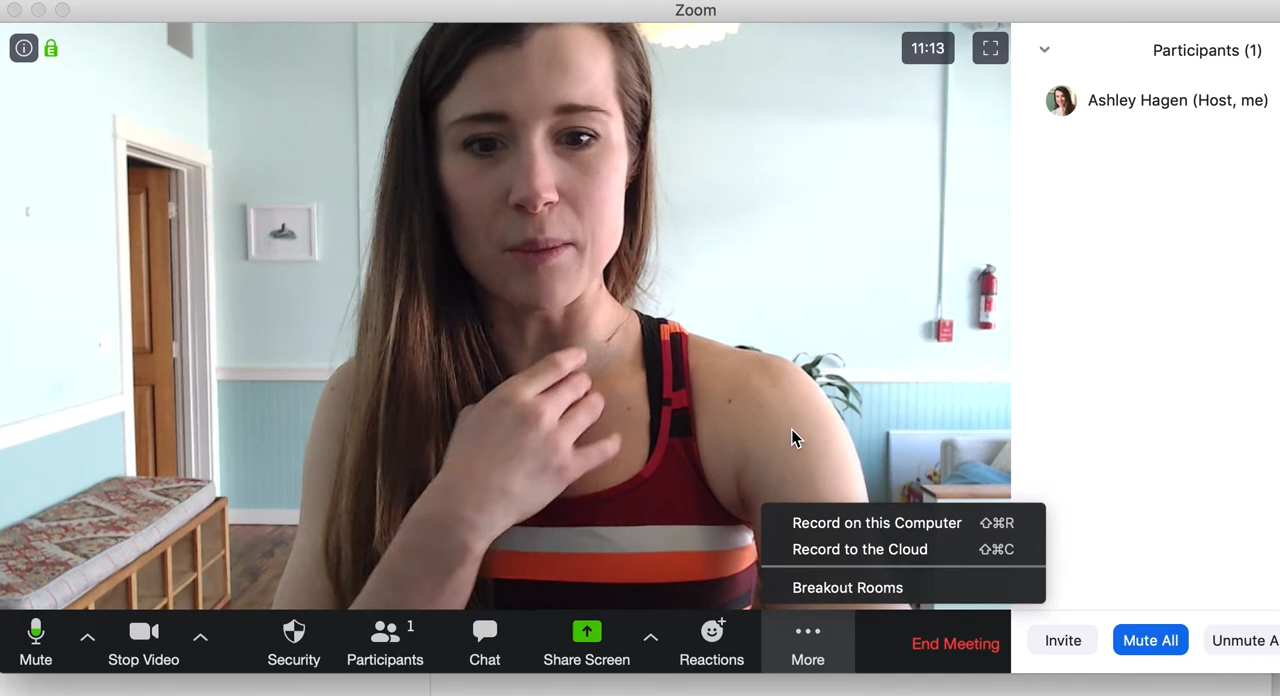 Zoom
11:13
Participants (1)
Ashley Hagen (Host, me)
Record on this Computer ⇧⌘R
Record to the Cloud ⇧⌘C
Breakout Rooms
Mute
Stop Video
Security
Participants
1
Chat
Share Screen
Reactions
More
End Meeting
Invite
Mute All
Unmute A